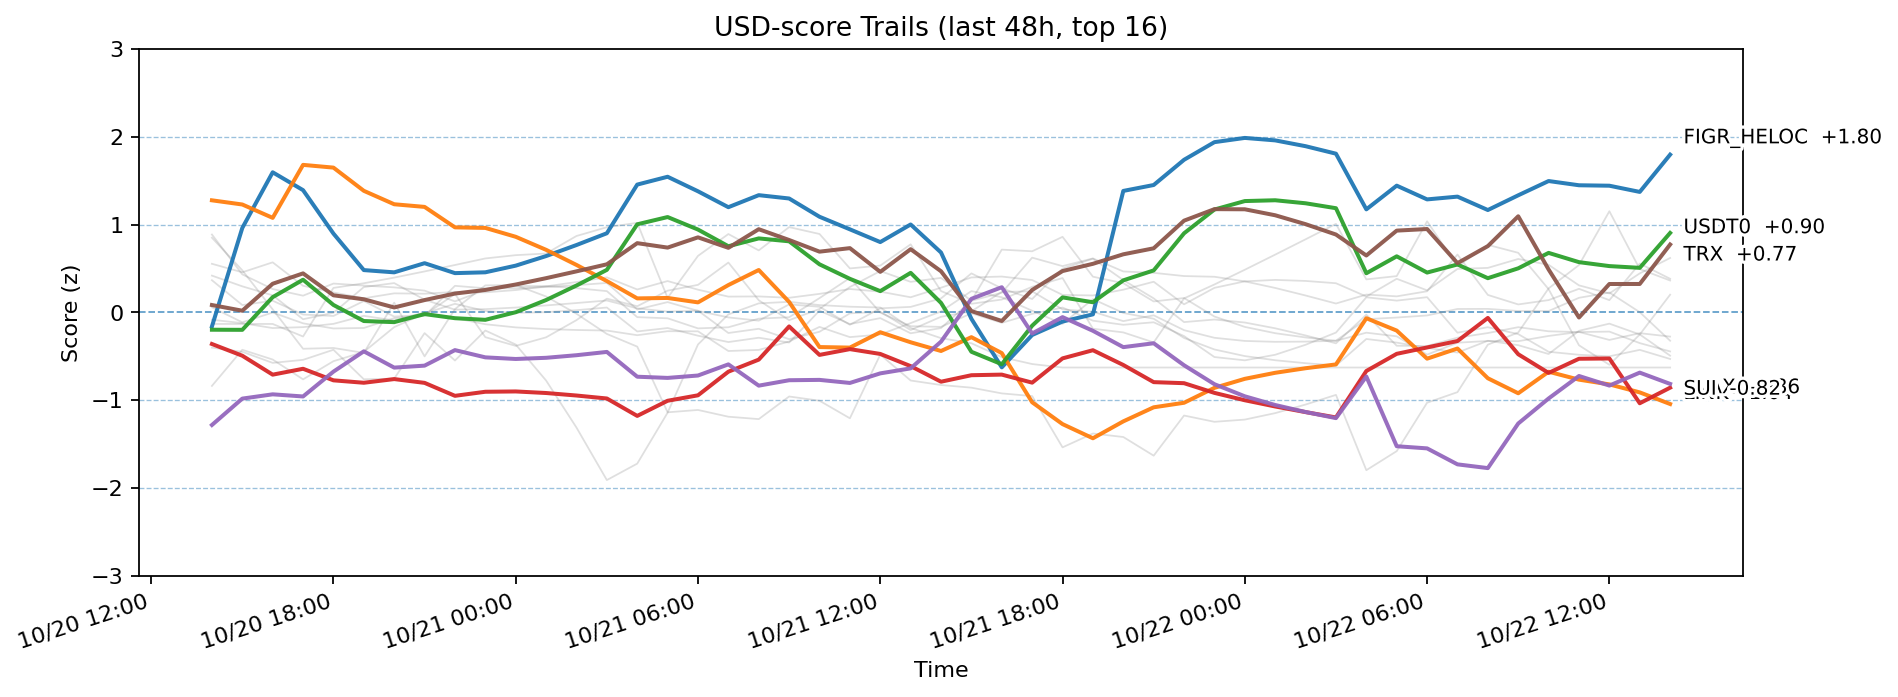 USD-score Trails (last 48h, top 16)
Score (z)
3
2
1
0
−1
−2
−3
FIGR_HELOC +1.80
USDT0 +0.90
TRX +0.77
SUI -0.82
10/20 12:00
10/20 18:00
10/21 00:00
10/21 06:00
10/21 12:00
10/21 18:00
10/22 00:00
10/22 06:00
10/22 12:00
Time